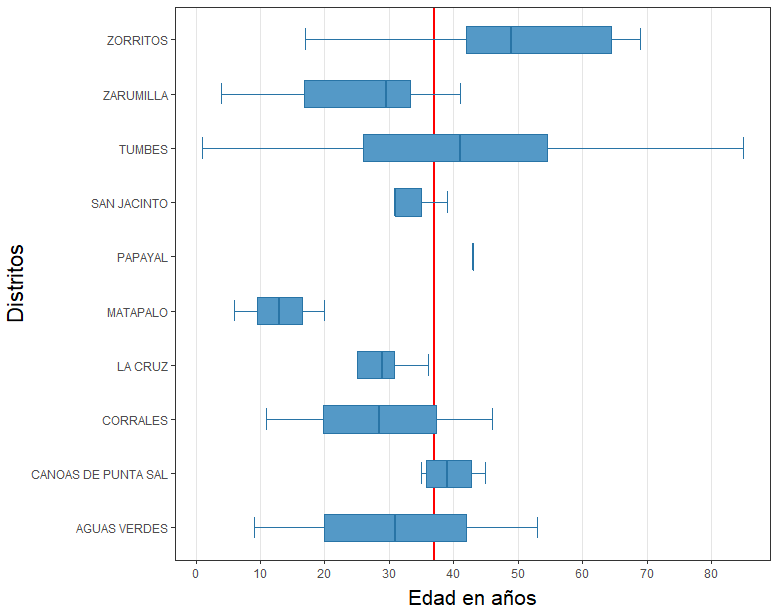 ZORRITOS
ZARUMILLA
TUMBES
SAN JACINTO
PAPAYAL
MATAPALO
LA CRUZ
CORRALES
CANOAS DE PUNTA SAL
AGUAS VERDES
Distritos
0 10 20 30 40 50 60 70 80
Edad en años